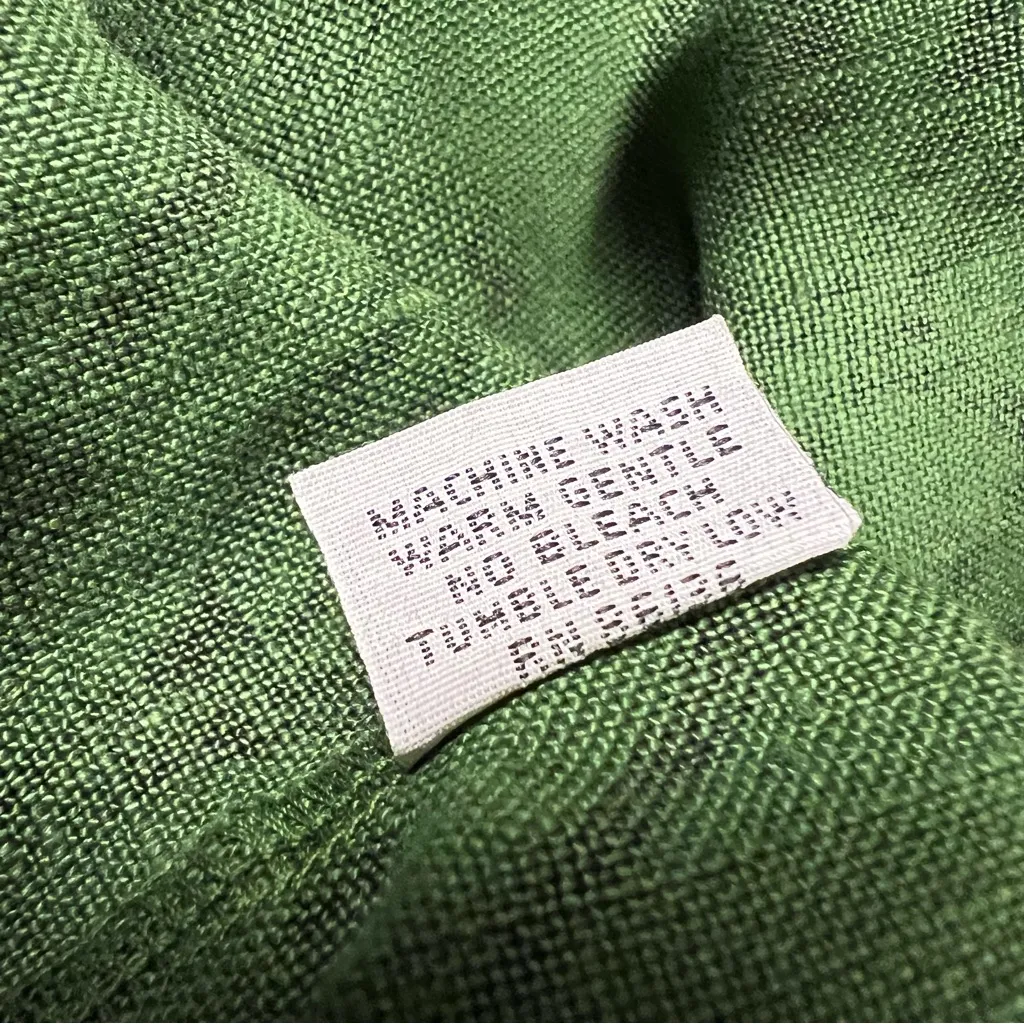 MACHINE WASH
WARM GENTLE
NO BLEACH
TUMBLE DRY LOW